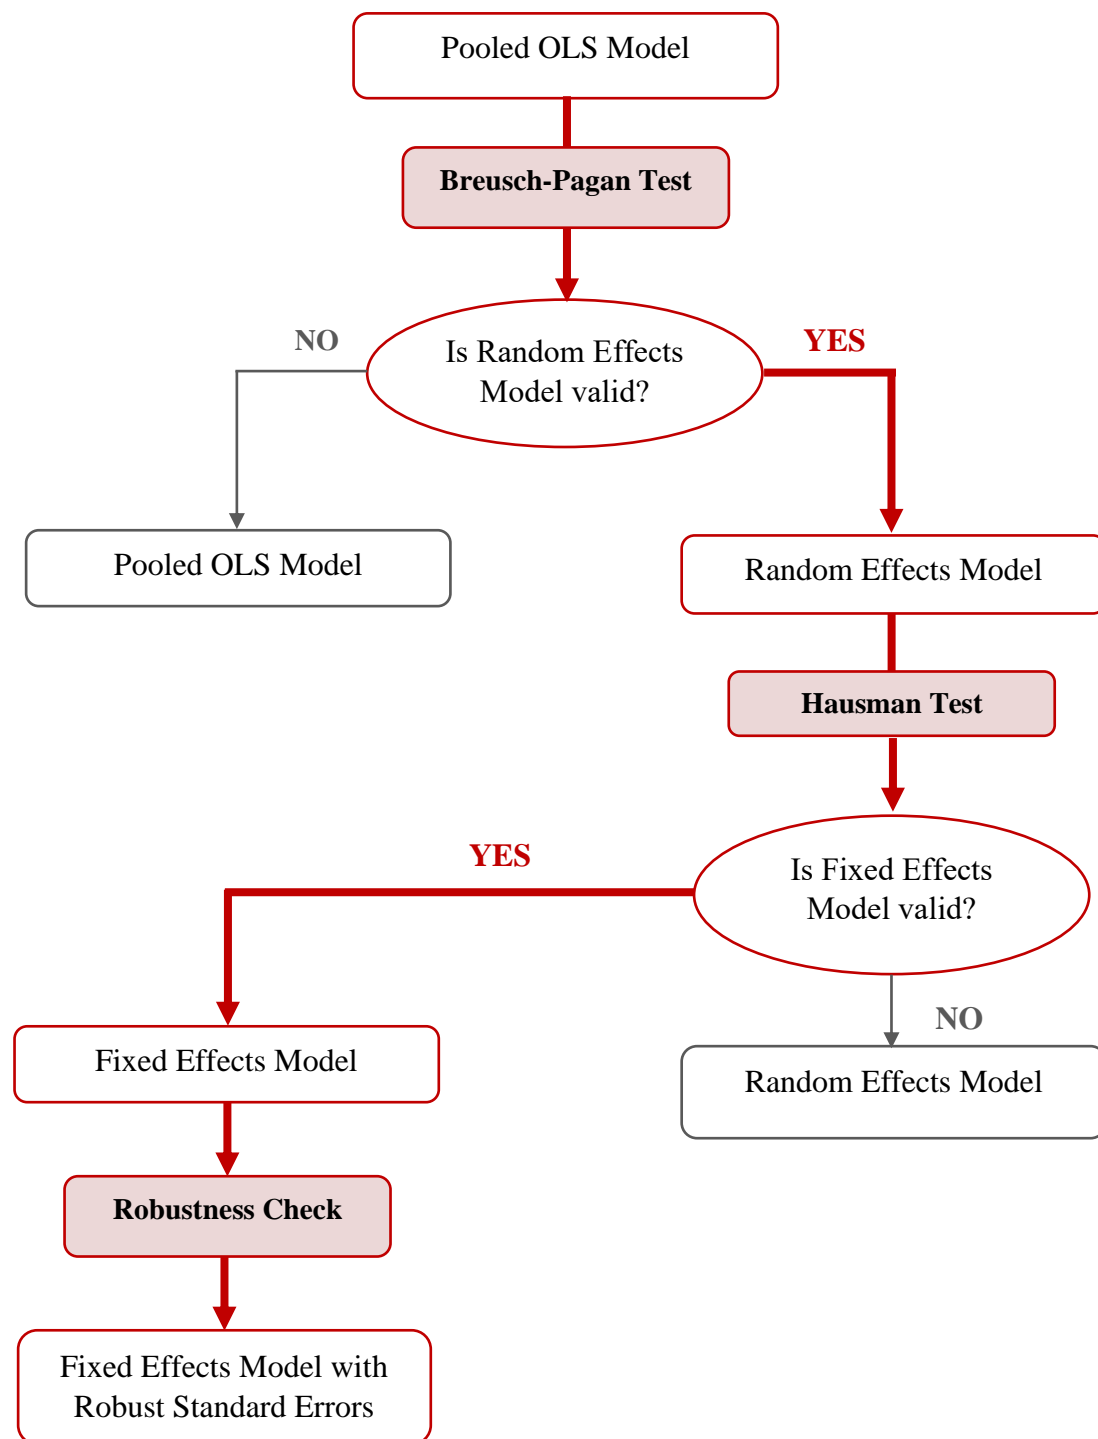 Pooled OLS Model
Breusch-Pagan Test
NO
YES
Is Random Effects
Model valid?
Pooled OLS Model
Random Effects Model
Hausman Test
YES
Is Fixed Effects
Model valid?
NO
Fixed Effects Model
Random Effects Model
Robustness Check
Fixed Effects Model with
Robust Standard Errors